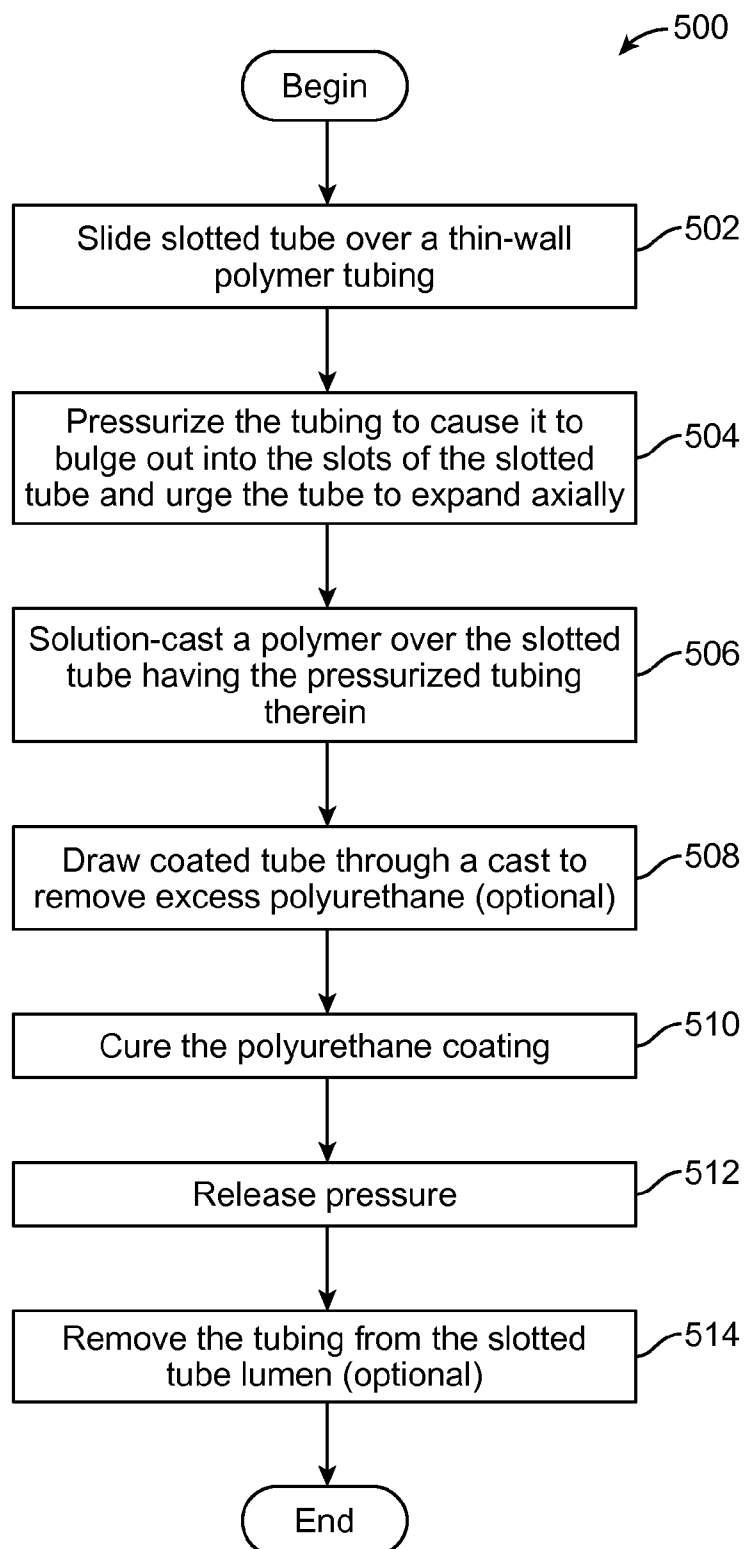 500
Begin
Slide slotted tube over a thin-wall
polymer tubing
502
Pressurize the tubing to cause it to
bulge out into the slots of the slotted
tube and urge the tube to expand axially
504
Solution-cast a polymer over the slotted
tube having the pressurized tubing
therein
506
Draw coated tube through a cast to
remove excess polyurethane (optional)
508
Cure the polyurethane coating
510
Release pressure
512
Remove the tubing from the slotted
tube lumen (optional)
514
End